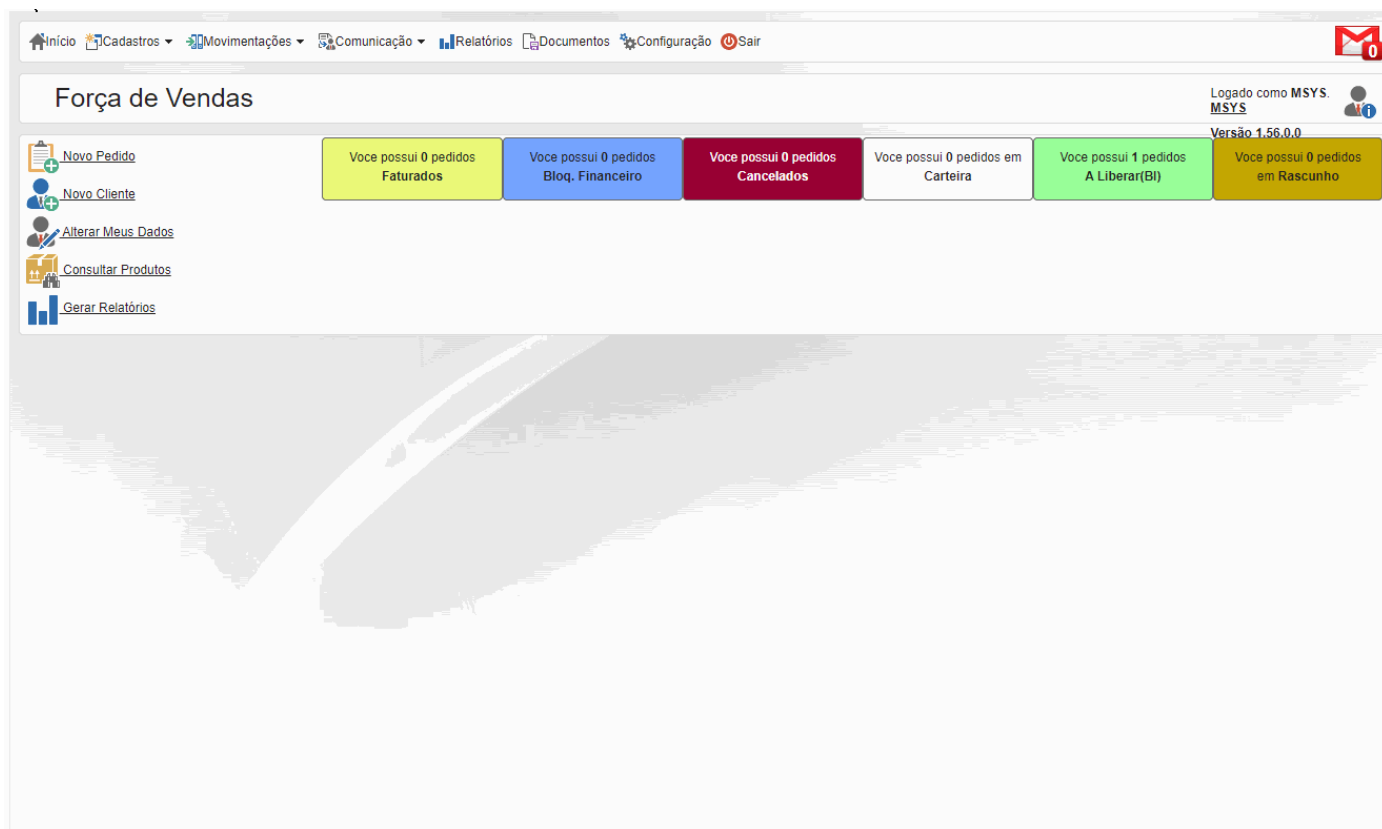 Início Cadastros Movimentações Comunicação Relatórios Documentos Configuração Sair
0
Força de Vendas
Logado como MSYS.
MSYS
Versão 1.56.0.0
Novo Pedido
Novo Cliente
Alterar Meus Dados
Consultar Produtos
Gerar Relatórios
Voce possui 0 pedidos
Faturados
Voce possui 0 pedidos
Bloq. Financeiro
Voce possui 0 pedidos
Cancelados
Voce possui 0 pedidos em
Carteira
Voce possui 1 pedidos
A Liberar(BI)
Voce possui 0 pedidos
em Rascunho